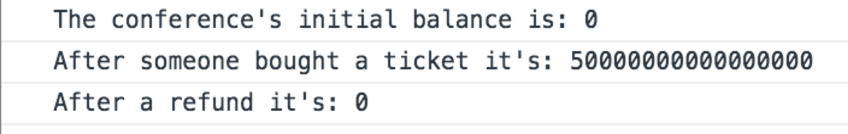 The conference's initial balance is: 0
After someone bought a ticket it's: 50000000000000000
After a refund it's: 0